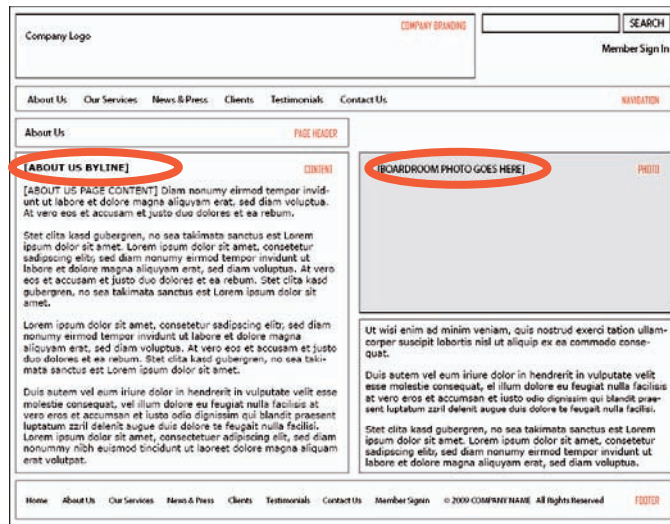 Company Logo
COMPANY BRANDING
SEARCH
Member Sign In
About Us Our Services News & Press Clients Testimonials Contact Us
NAVIGATION
About Us
PAGE HEADER
[ABOUT US BYLINE]
CONTENT
[ABOUT US PAGE CONTENT] Diam nonumy eirmod tempor invid-
unt ut labore et dolore magna aliquyam erat, sed diam voluptua.
At vero eos et accusam et justo duo dolores et ea rebum.
Stet clita kasd gubergren, no sea takimata sanctus est Lorem
ipsum dolor sit amet. Lorem ipsum dolor sit amet, consetetur
sadipscing elitr, sed diam nonumy eirmod tempor invidunt ut
labore et dolore magna aliquyam erat, sed diam voluptua. At vero
eos et accusam et justo duo dolores et ea rebum. Stet clita kasd
gubergren, no sea takimata sanctus est Lorem ipsum dolor sit
amet.
Lorem ipsum dolor sit amet, consetetur sadipscing elitr, sed diam
nonumy eirmod tempor invidunt ut labore et dolore magna
aliquyam erat, sed diam voluptua. At vero eos et accusam et justo
duo dolores et ea rebum. Stet clita kasd gubergren, no sea taki-
mata sanctus est Lorem ipsum dolor sit amet.
Duis autem vel eum iriure dolor in hendrerit in vulputate velit esse
molestie consequat, vel illum dolore eu feugiat nulla facilisis at
vero eros et accumsan et iusto odio dignissim qui blandit praesent
luptatum zzril delenit augue duis dolore te feugait nulla facilisi.
Lorem ipsum dolor sit amet, consectetuer adipiscing elit, sed diam
nonummy nibh euismod tincidunt ut laoreet dolore magna aliquam
erat volutpat.
[BOARDROOM PHOTO GOES HERE]
PHOTO
Ut wisi enim ad minim veniam, quis nostrud exerci tation ullam-
corper suscipit lobortis nisl ut aliquip ex ea commodo conse-
quat.
Duis autem vel eum iriure dolor in hendrerit in vulputate velit
esse molestie consequat, el illum dolore eu feugiat nulla facilisis
at vero eros et accumsan et iusto odio dignissim qui blandit prae-
sent luptatum zzril delenit augue duis dolore te feugait nulla facilisi.
Stet clita kasd gubergren, no sea takimata sanctus est Lorem
ipsum dolor sit amet. Lorem ipsum dolor sit amet, consetetur
sadipscing elitr, sed diam nonumy eirmod tempor invidunt ut
labore et dolore magna aliquyam erat, sed diam voluptua.
Home About Us Our Services News & Press Clients Testimonials Contact Us Member Signin © 2009 COMPANY NAME All Rights Reserved
FOOTER